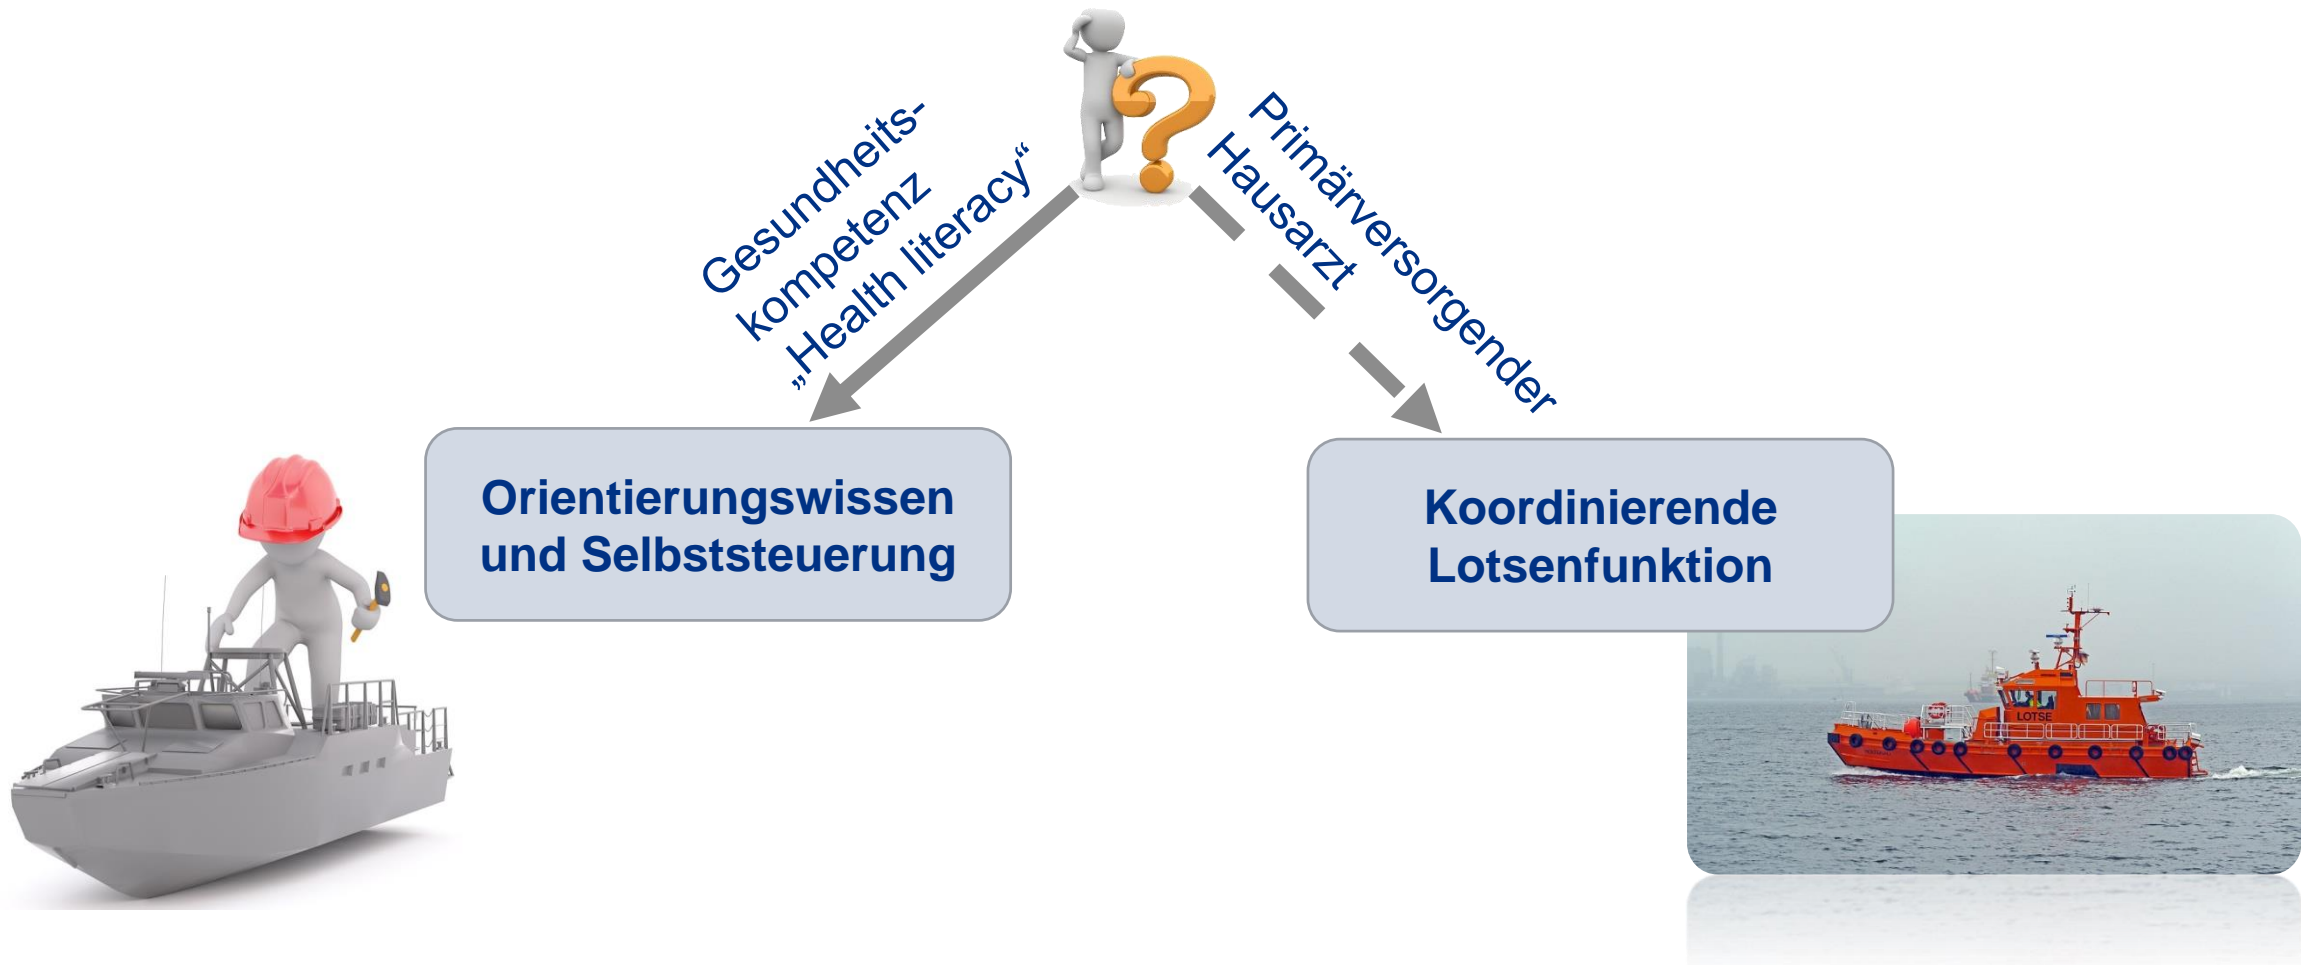 Gesundheits-
kompetenz
„Health literacy“
Primärversorgender
Hausarzt
Orientierungswissen
und Selbststeuerung
Koordinierende
Lotsenfunktion
LOTSE